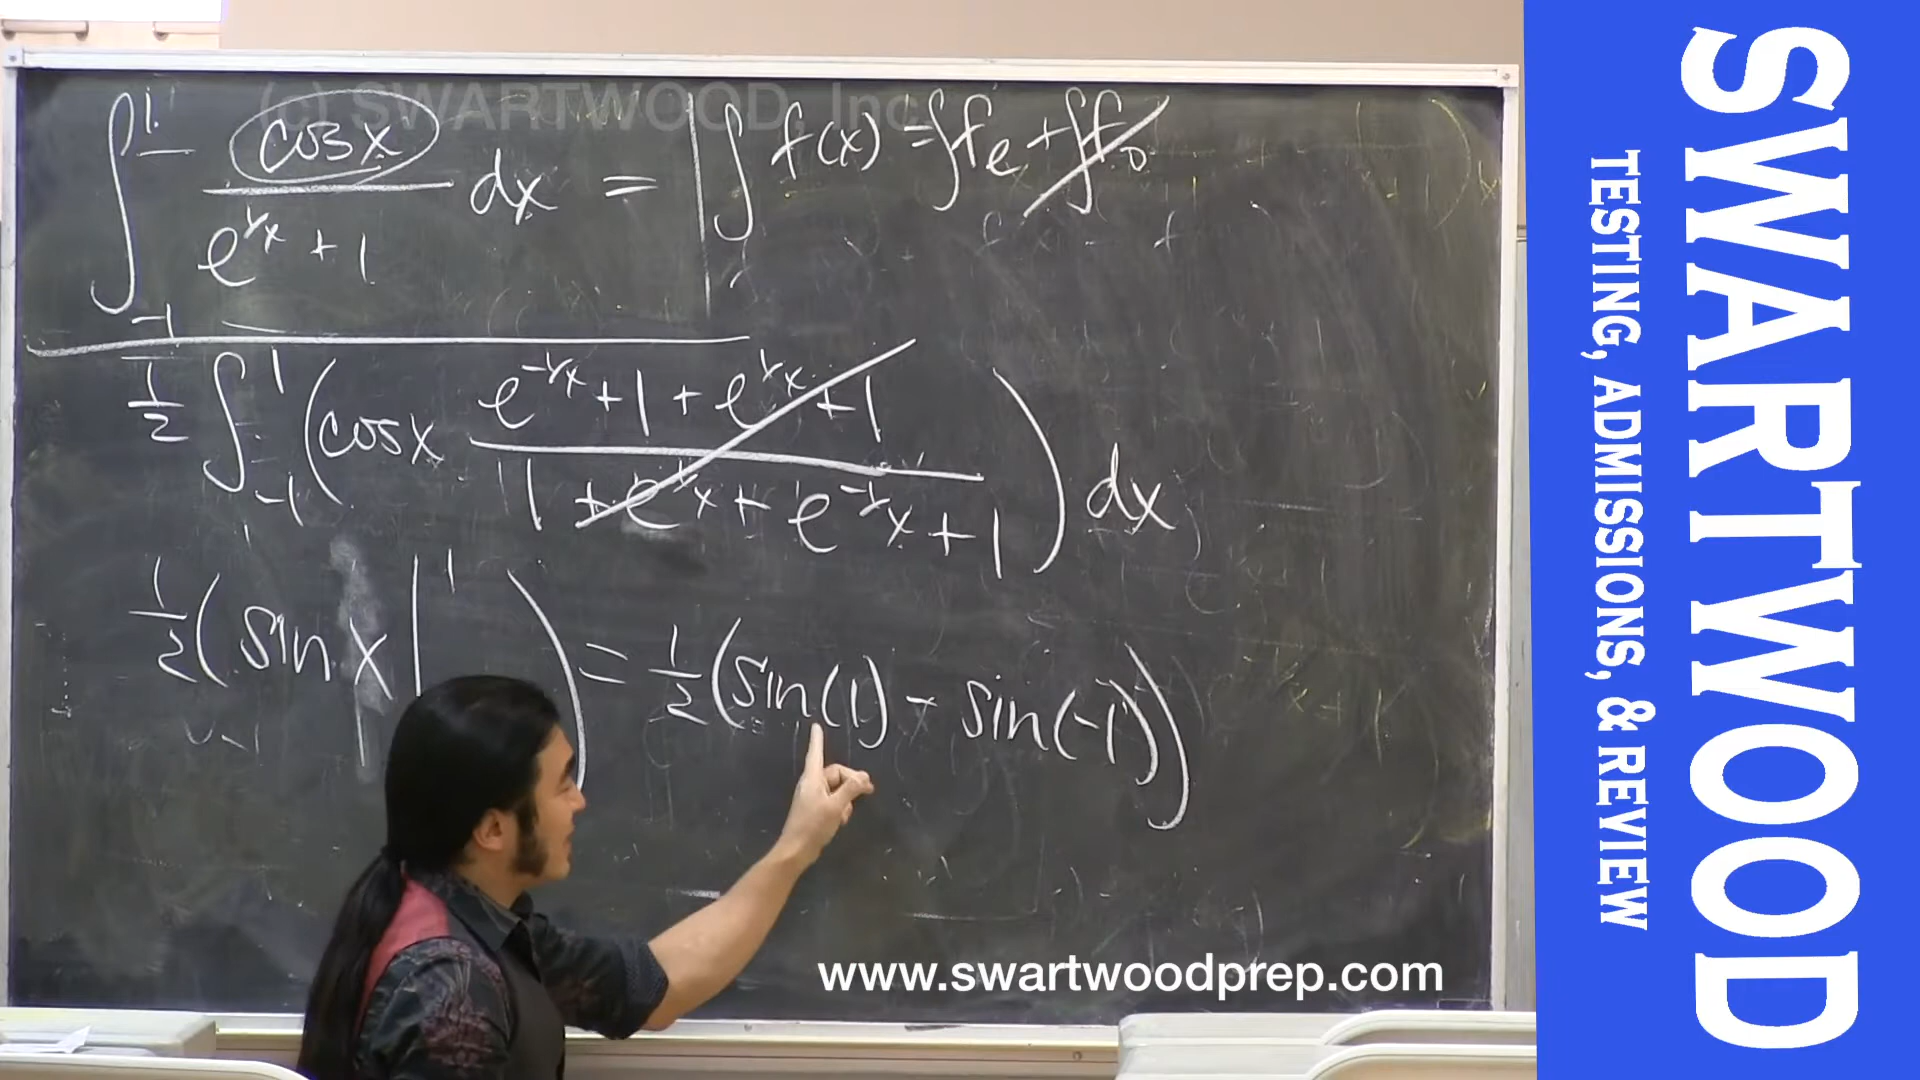 (c) SWARTWOOD, Inc
∫_{-1}^{1} cos x / (e^{1/x} + 1) dx = | ∫ f(x) = ∫f_e + ∫f_o
1/2 ∫_{-1}^{1} (cos x (e^{-1/x} + 1 + e^{1/x} + 1) / (1 + e^{1/x} + e^{-1/x} + 1)) dx
1/2 (sin x |^{1}_{-1}) = 1/2 (sin(1) - sin(-1))
www.swartwoodprep.com
SWARTWOOD
TESTING, ADMISSIONS, & REVIEW